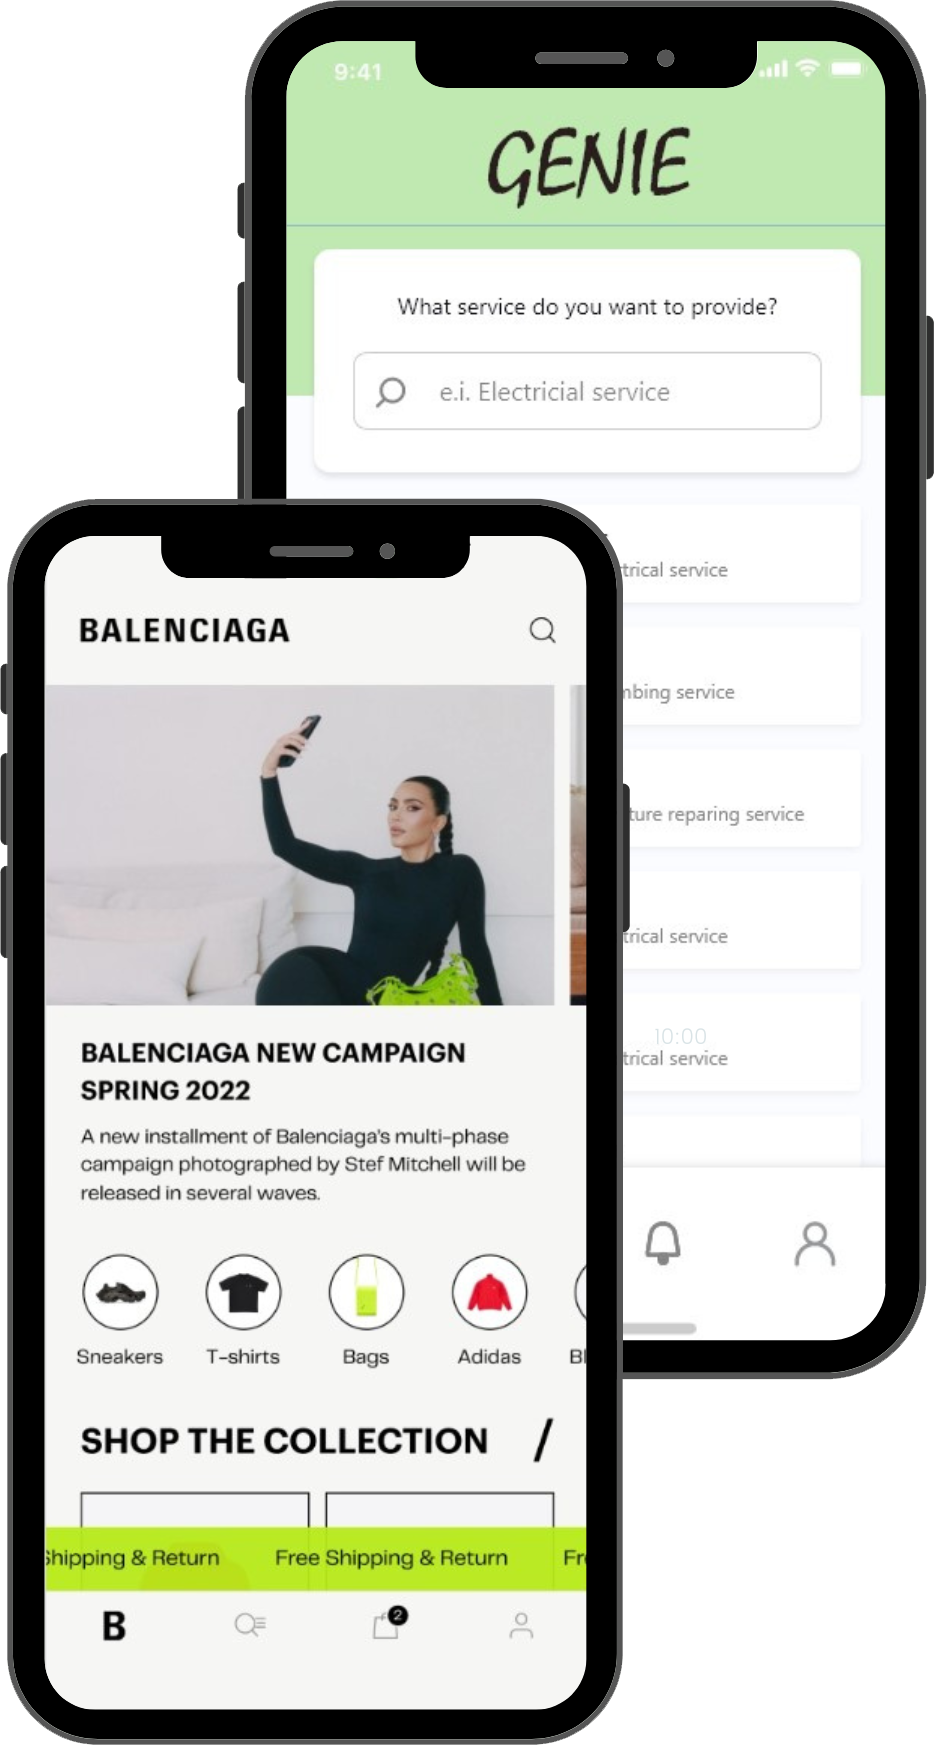 9:41
GENIE
What service do you want to provide?
e.i. Electricial service
trical service
mbing service
ture reparing service
trical service
10:00
trical service
BALENCIAGA
BALENCIAGA NEW CAMPAIGN
SPRING 2022
A new installment of Balenciaga's multi-phase
campaign photographed by Stef Mitchell will be
released in several waves.
Sneakers T-shirts Bags Adidas Bl
SHOP THE COLLECTION /
Shipping & Return Free Shipping & Return Fre
B 2